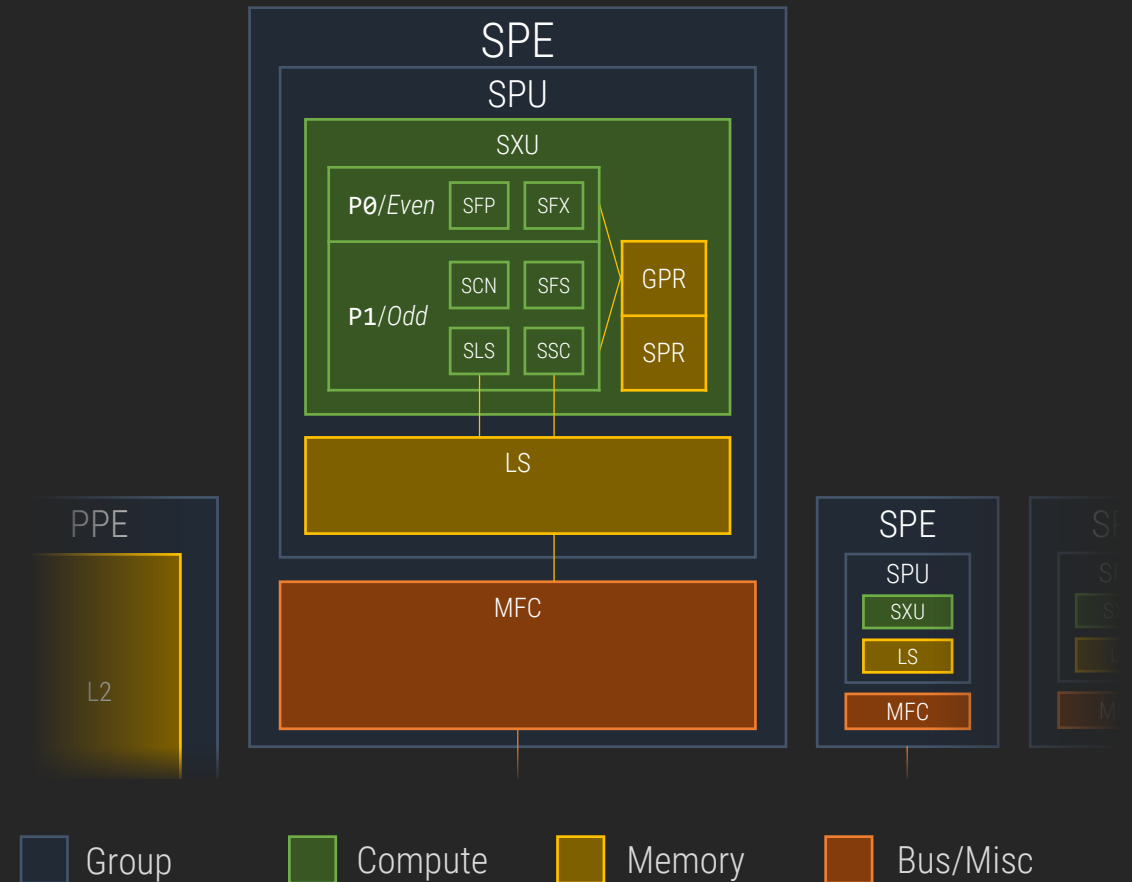 SPE
SPU
SXU
P0/Even SFP SFX
SCN SFS
GPR
P1/Odd
SLS SSC
SPR
LS
PPE
L2
MFC
SPE
SPU
SXU
LS
MFC
Group Compute Memory Bus/Misc